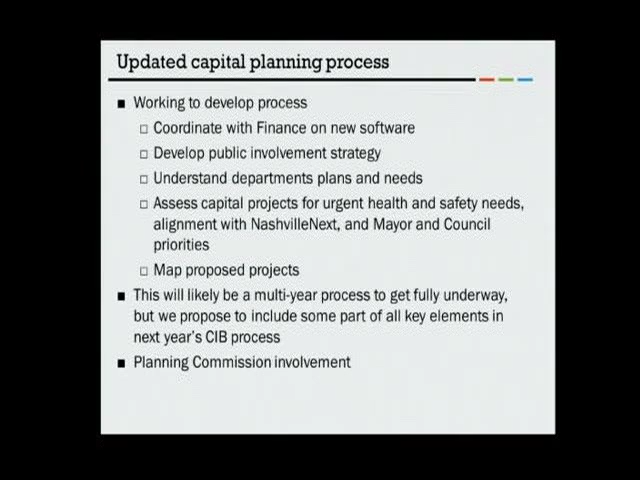 Updated capital planning process
■ Working to develop process
□ Coordinate with Finance on new software
□ Develop public involvement strategy
□ Understand departments plans and needs
□ Assess capital projects for urgent health and safety needs,
alignment with NashvilleNext, and Mayor and Council
priorities
□ Map proposed projects
■ This will likely be a multi-year process to get fully underway,
but we propose to include some part of all key elements in
next year's CIB process
■ Planning Commission involvement